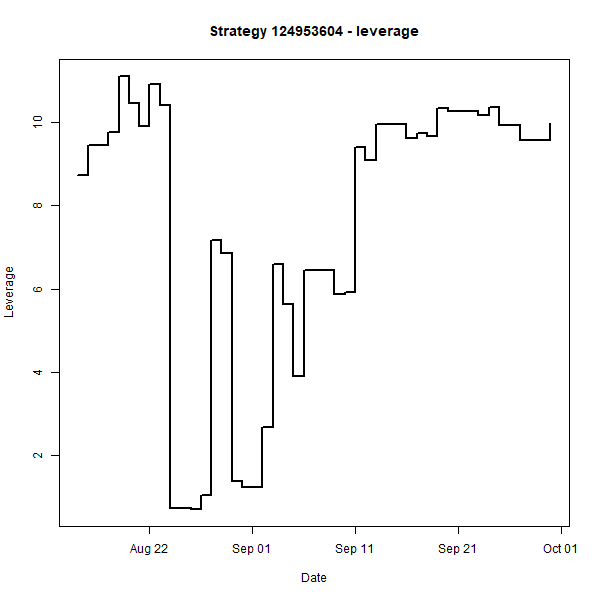 Strategy 124953604 - leverage
10
8
6
4
2
Leverage
Aug 22
Sep 01
Sep 11
Sep 21
Oct 01
Date